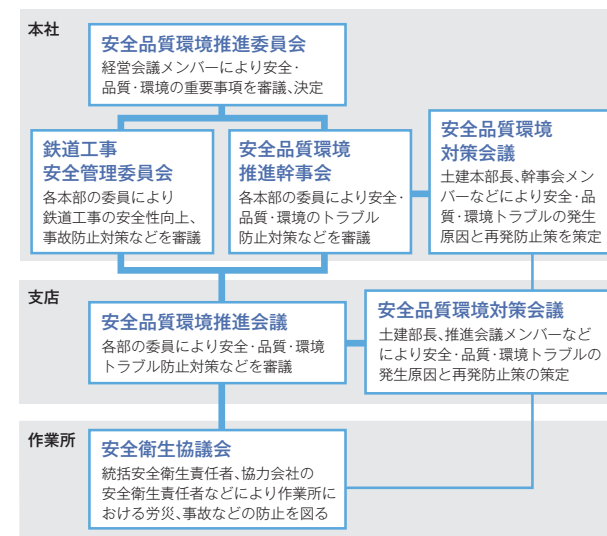 本社
安全品質環境推進委員会
経営会議メンバーにより安全・
品質・環境の重要事項を審議、決定
鉄道工事
安全管理委員会
各本部の委員により
鉄道工事の安全性向上、
事故防止対策などを審議
安全品質環境
推進幹事会
各本部の委員により安全・
品質・環境のトラブル
防止対策などを審議
安全品質環境
対策会議
土建本部長、幹事会メン
バーなどにより安全・品
質・環境トラブルの発生
原因と再発防止策を策定
支店
安全品質環境推進会議
各部の委員により安全・品質・環境
トラブル防止対策などを審議
安全品質環境対策会議
土建部長、推進会議メンバーなど
により安全・品質・環境トラブルの
発生原因と再発防止策の策定
作業所
安全衛生協議会
統括安全衛生責任者、協力会社の
安全衛生責任者などにより作業所に
おける労災、事故などの防止を図る